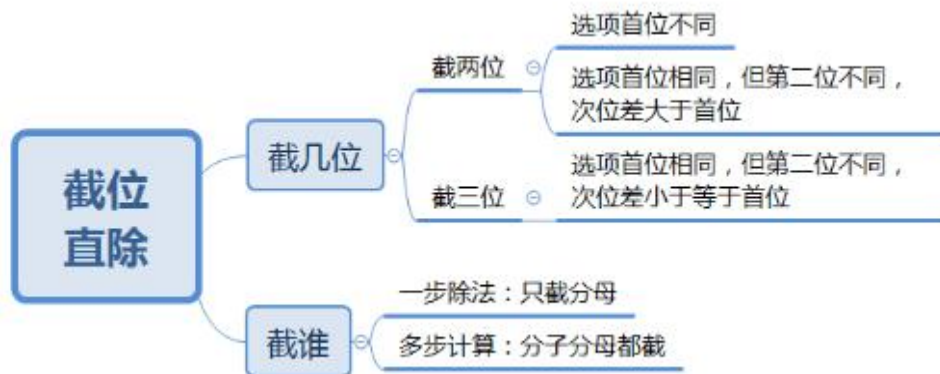 截位
直除
截几位
截两位
选项首位不同
选项首位相同，但第二位不同，
次位差大于首位
截三位
选项首位相同，但第二位不同，
次位差小于等于首位
截谁
一步除法：只截分母
多步计算：分子分母都截